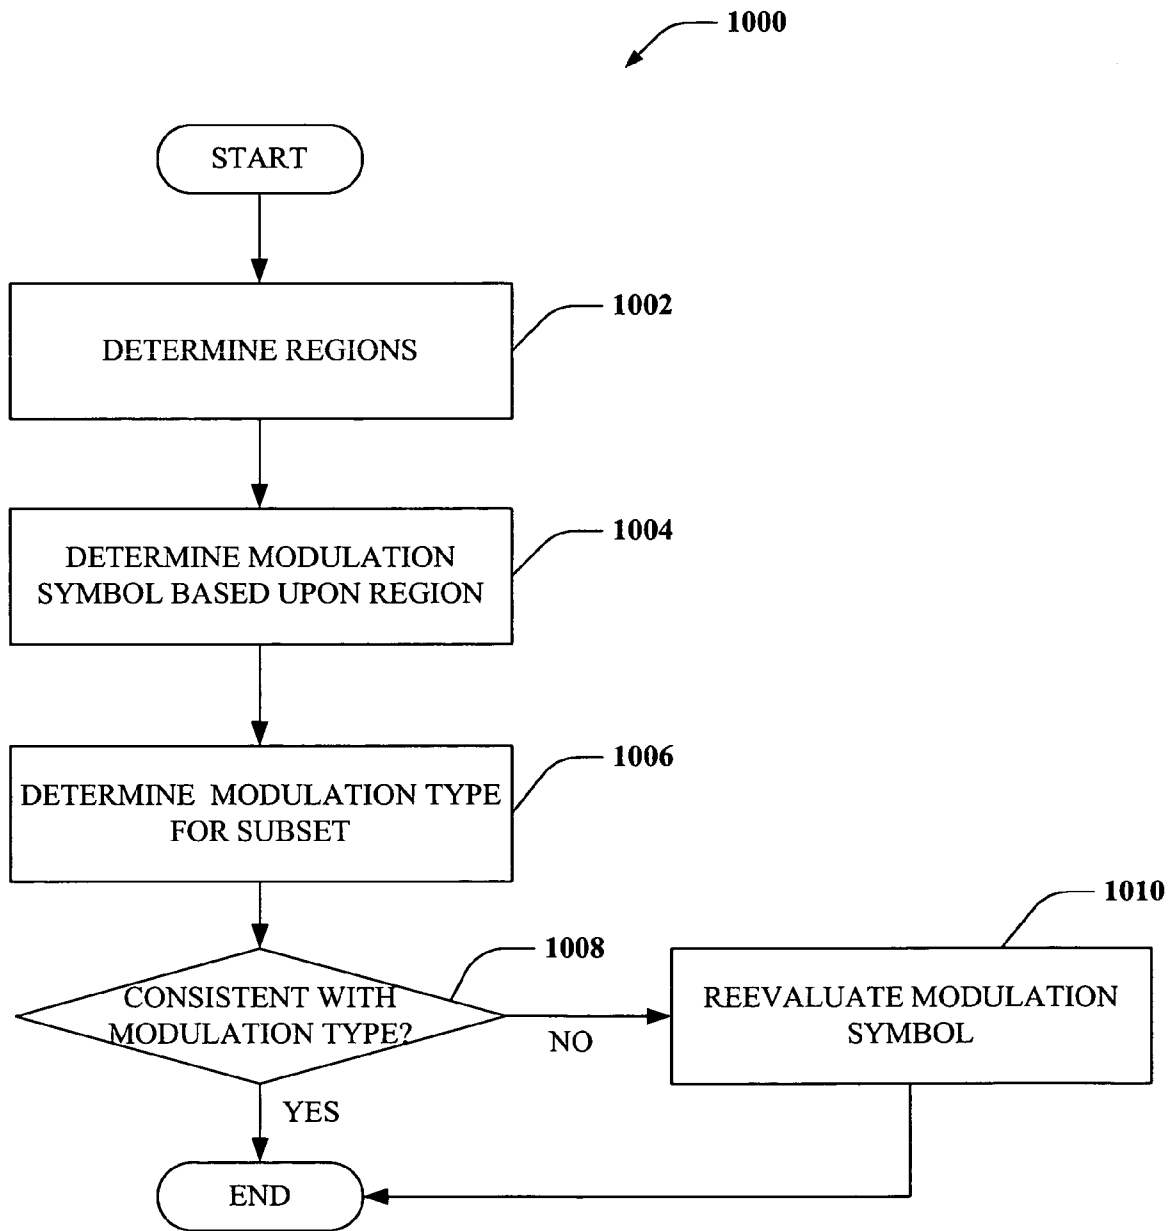 1000
START
1002
DETERMINE REGIONS
1004
DETERMINE MODULATION
SYMBOL BASED UPON REGION
1006
DETERMINE MODULATION TYPE
FOR SUBSET
1008
CONSISTENT WITH
MODULATION TYPE?
NO
1010
REEVALUATE MODULATION
SYMBOL
YES
END